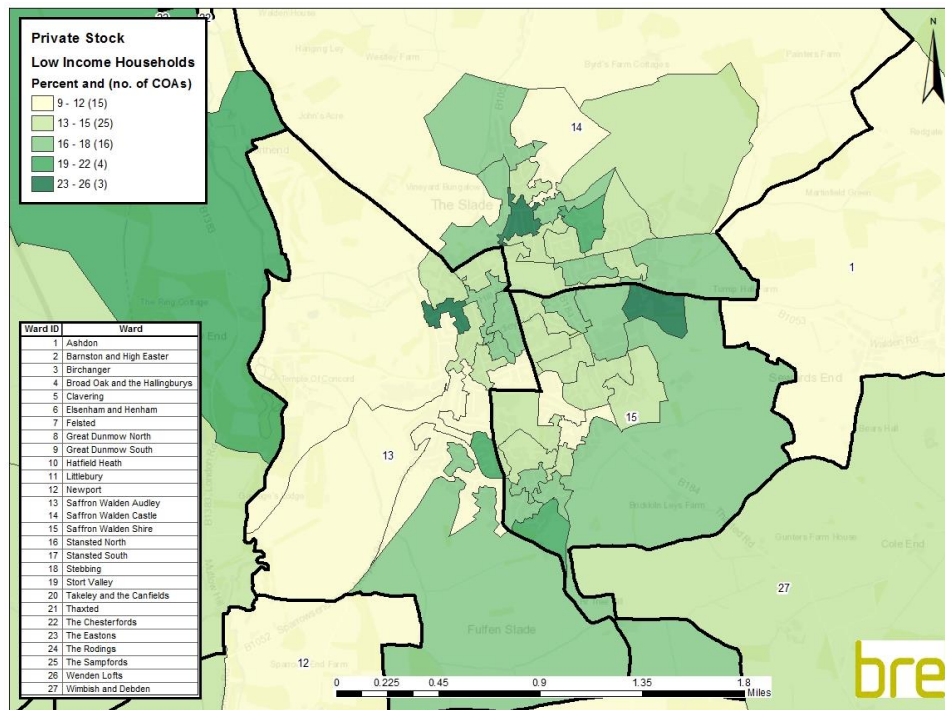 Private Stock
Low Income Households
Percent and (no. of COAs)
9 - 12 (15)
13 - 15 (25)
16 - 18 (16)
19 - 22 (4)
23 - 26 (3)
22
N
14
The Slade
1
13
15
27
12
Fulfen Slade
Cole End
Ward ID Ward
1 Ashdon
2 Barnston and High Easter
3 Birchanger
4 Broad Oak and the Hallingburys
5 Clavering
6 Elsenham and Henham
7 Felsted
8 Great Dunmow North
9 Great Dunmow South
10 Hatfield Heath
11 Littlebury
12 Newport
13 Saffron Walden Audley
14 Saffron Walden Castle
15 Saffron Walden Shire
16 Stansted North
17 Stansted South
18 Stebbing
19 Stort Valley
20 Takeley and the Canfields
21 Thaxted
22 The Chesterfords
23 The Eastons
24 The Rodings
25 The Sampfords
26 Wenden Lofts
27 Wimbish and Debden
0 0.225 0.45 0.9 1.35 1.8
Miles
bre